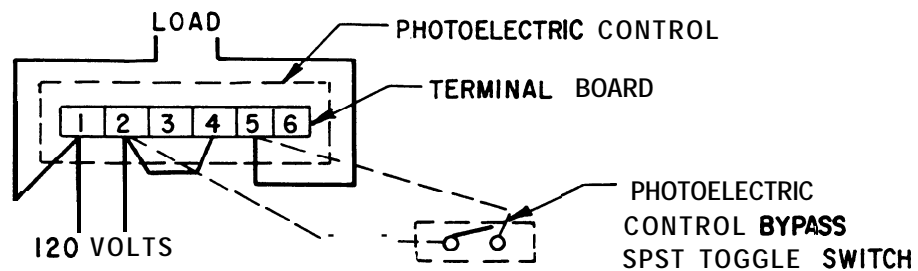 LOAD
PHOTOELECTRIC CONTROL
TERMINAL BOARD
1 2 3 4 5 6
PHOTOELECTRIC
CONTROL BYPASS
SPST TOGGLE SWITCH
120 VOLTS